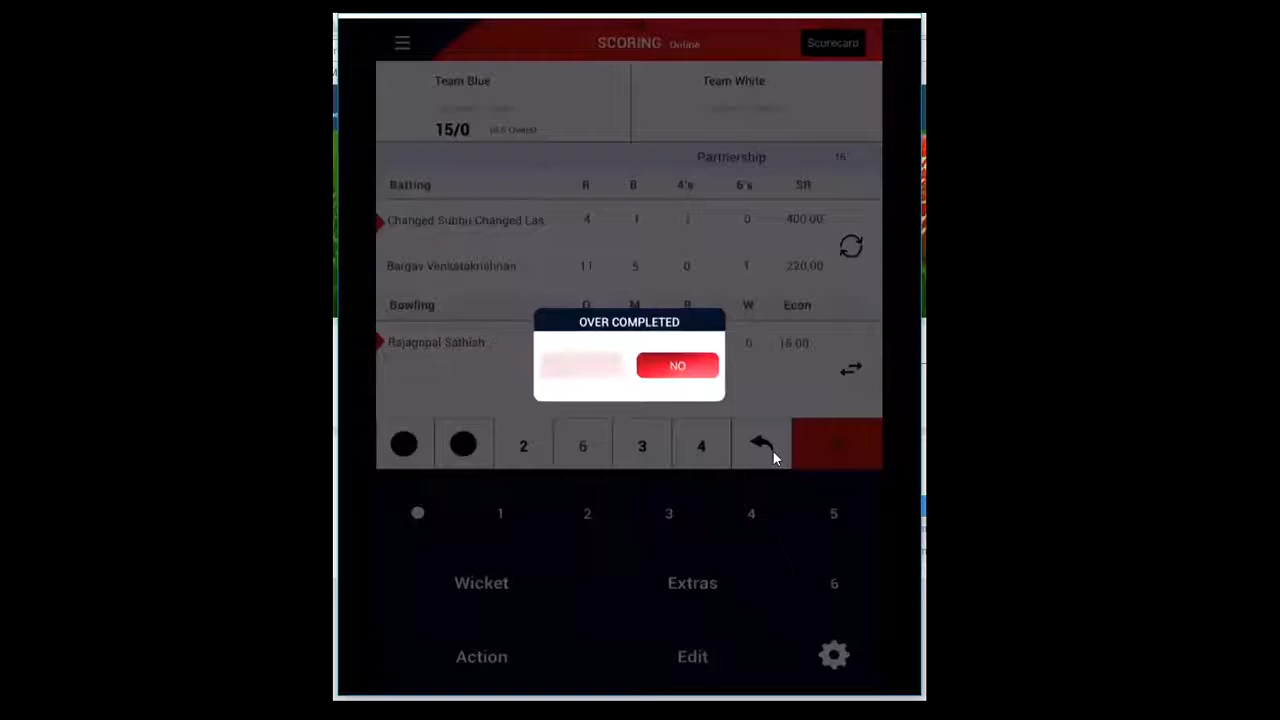 SCORING Online Scorecard
Team Blue Team White
15/0
Partnership 16
Batting R B 4's 6's SR
Changed Subbu Changed Las 4 1 1 0 400.00
Bargav Venkatakrishnan 11 5 0 1 220.00
Bowling O M R W Econ
OVER COMPLETED
Rajagopal Sathish 0 15.00
NO
2 6 3 4
1 2 3 4 5
Wicket Extras 6
Action Edit